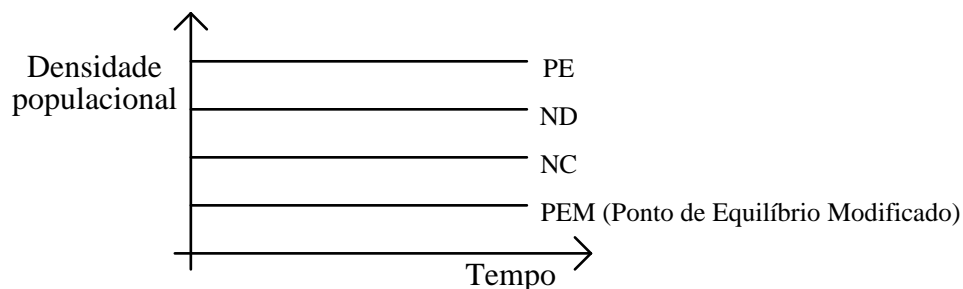 Densidade
populacional
PE
ND
NC
PEM (Ponto de Equilíbrio Modificado)
Tempo